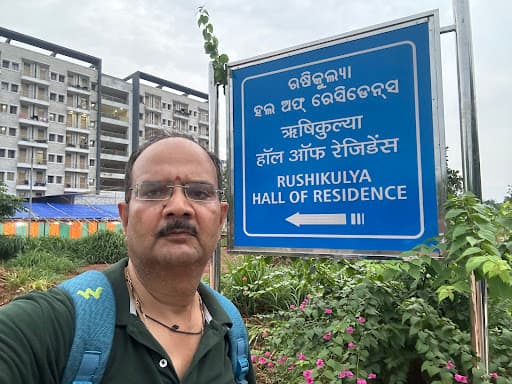 ଋଷିକୁଲ୍ୟା
ହଲ ଅଫ୍ ରେସିଡେନ୍ସ
ऋषिकुल्या
हॉल ऑफ रेजिडेंस
RUSHIKULYA
HALL OF RESIDENCE